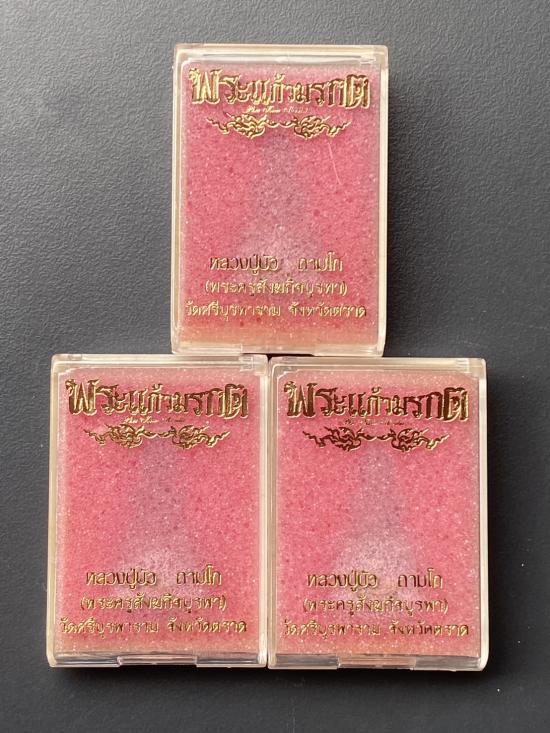 พระแก้วมรกต
หลวงปู่บัว ถามโก
(พระครูสังฆกิจบูรพา)
วัดศรีบุรพาราม จังหวัดตราด
พระแก้วมรกต
หลวงปู่บัว ถามโก
(พระครูสังฆกิจบูรพา)
วัดศรีบุรพาราม จังหวัดตราด
พระแก้วมรกต
หลวงปู่บัว ถามโก
(พระครูสังฆกิจบูรพา)
วัดศรีบุรพาราม จังหวัดตราด